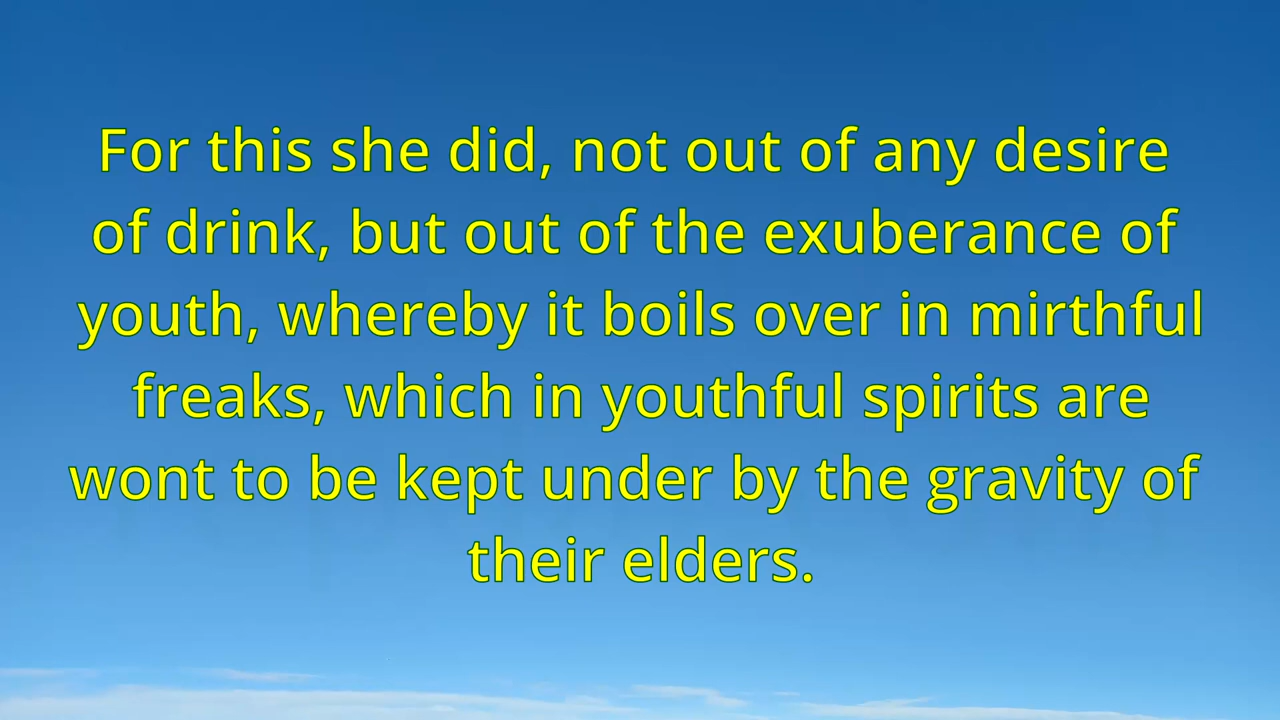 For this she did, not out of any desire
of drink, but out of the exuberance of
youth, whereby it boils over in mirthful
freaks, which in youthful spirits are
wont to be kept under by the gravity of
their elders.